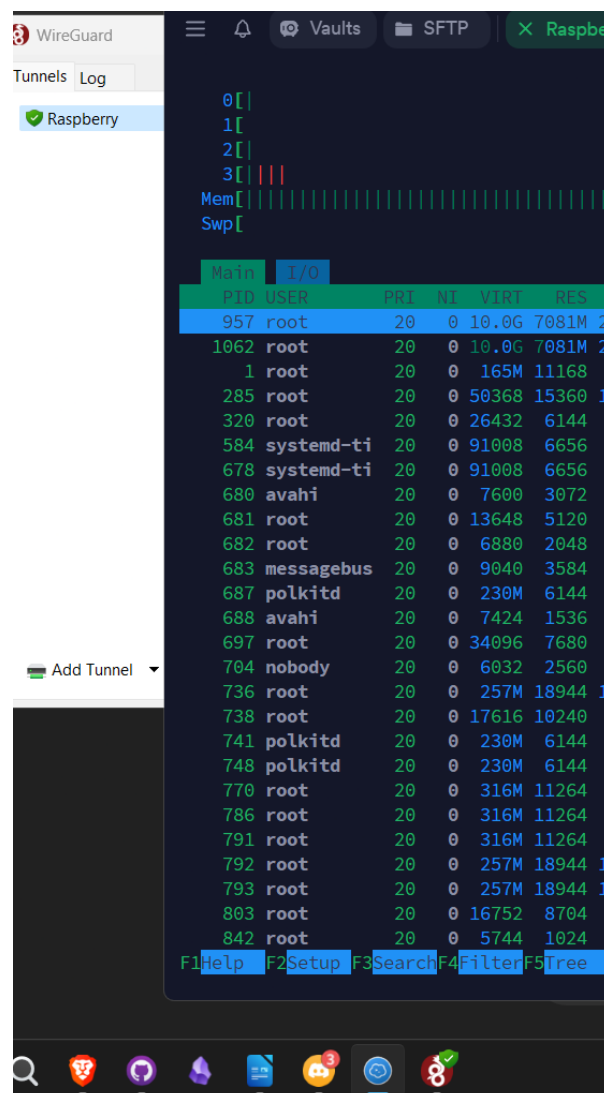 WireGuard
Tunnels Log
Raspberry
Add Tunnel
Vaults SFTP Raspbe
0[|
1[
2[|
3[||||
Mem[||||||||||||||||||||||||||||||||||
Swp[
Main I/O
PID USER PRI NI VIRT RES
957 root 20 0 10.0G 7081M 2
1062 root 20 0 10.0G 7081M 2
1 root 20 0 165M 11168
285 root 20 0 50368 15360 1
320 root 20 0 26432 6144
584 systemd-ti 20 0 91008 6656
678 systemd-ti 20 0 91008 6656
680 avahi 20 0 7600 3072
681 root 20 0 13648 5120
682 root 20 0 6880 2048
683 messagebus 20 0 9040 3584
687 polkitd 20 0 230M 6144
688 avahi 20 0 7424 1536
697 root 20 0 34096 7680
704 nobody 20 0 6032 2560
736 root 20 0 257M 18944 1
738 root 20 0 17616 10240
741 polkitd 20 0 230M 6144
748 polkitd 20 0 230M 6144
770 root 20 0 316M 11264
786 root 20 0 316M 11264
791 root 20 0 316M 11264
792 root 20 0 257M 18944 1
793 root 20 0 257M 18944 1
803 root 20 0 16752 8704
842 root 20 0 5744 1024
F1Help F2Setup F3SearchF4FilterF5Tree
3